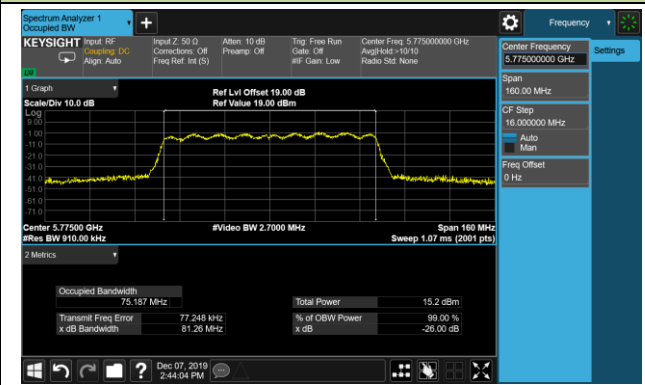 Spectrum Analyzer 1
Occupied BW
Frequency
KEYSIGHT Input: RF Input Z: 50 Ω Atten: 10 dB Trig: Free Run Center Freq: 5.775000000 GHz
Coupling: DC Corrections: Off Preamp: Off Gate: Off Avg|Hold:>10/10
Align: Auto Freq Ref: Int (S) #IF Gain: Low Radio Std: None
Center Frequency
5.775000000 GHz
Settings
Span
160.00 MHz
CF Step
16.000000 MHz
Auto
Man
Freq Offset
0 Hz
1 Graph
Ref Lvl Offset 19.00 dB
Scale/Div 10.0 dB Ref Value 19.00 dBm
Log
9.00
-1.00
-11.0
-21.0
-31.0
-41.0
-51.0
-61.0
-71.0
Center 5.77500 GHz #Video BW 2.7000 MHz Span 160 MHz
#Res BW 910.00 kHz Sweep 1.07 ms (2001 pts)
2 Metrics
Occupied Bandwidth
75.187 MHz Total Power 15.2 dBm
Transmit Freq Error 77.248 kHz % of OBW Power 99.00 %
x dB Bandwidth 81.26 MHz x dB -26.00 dB
Dec 07, 2019
2:44:04 PM